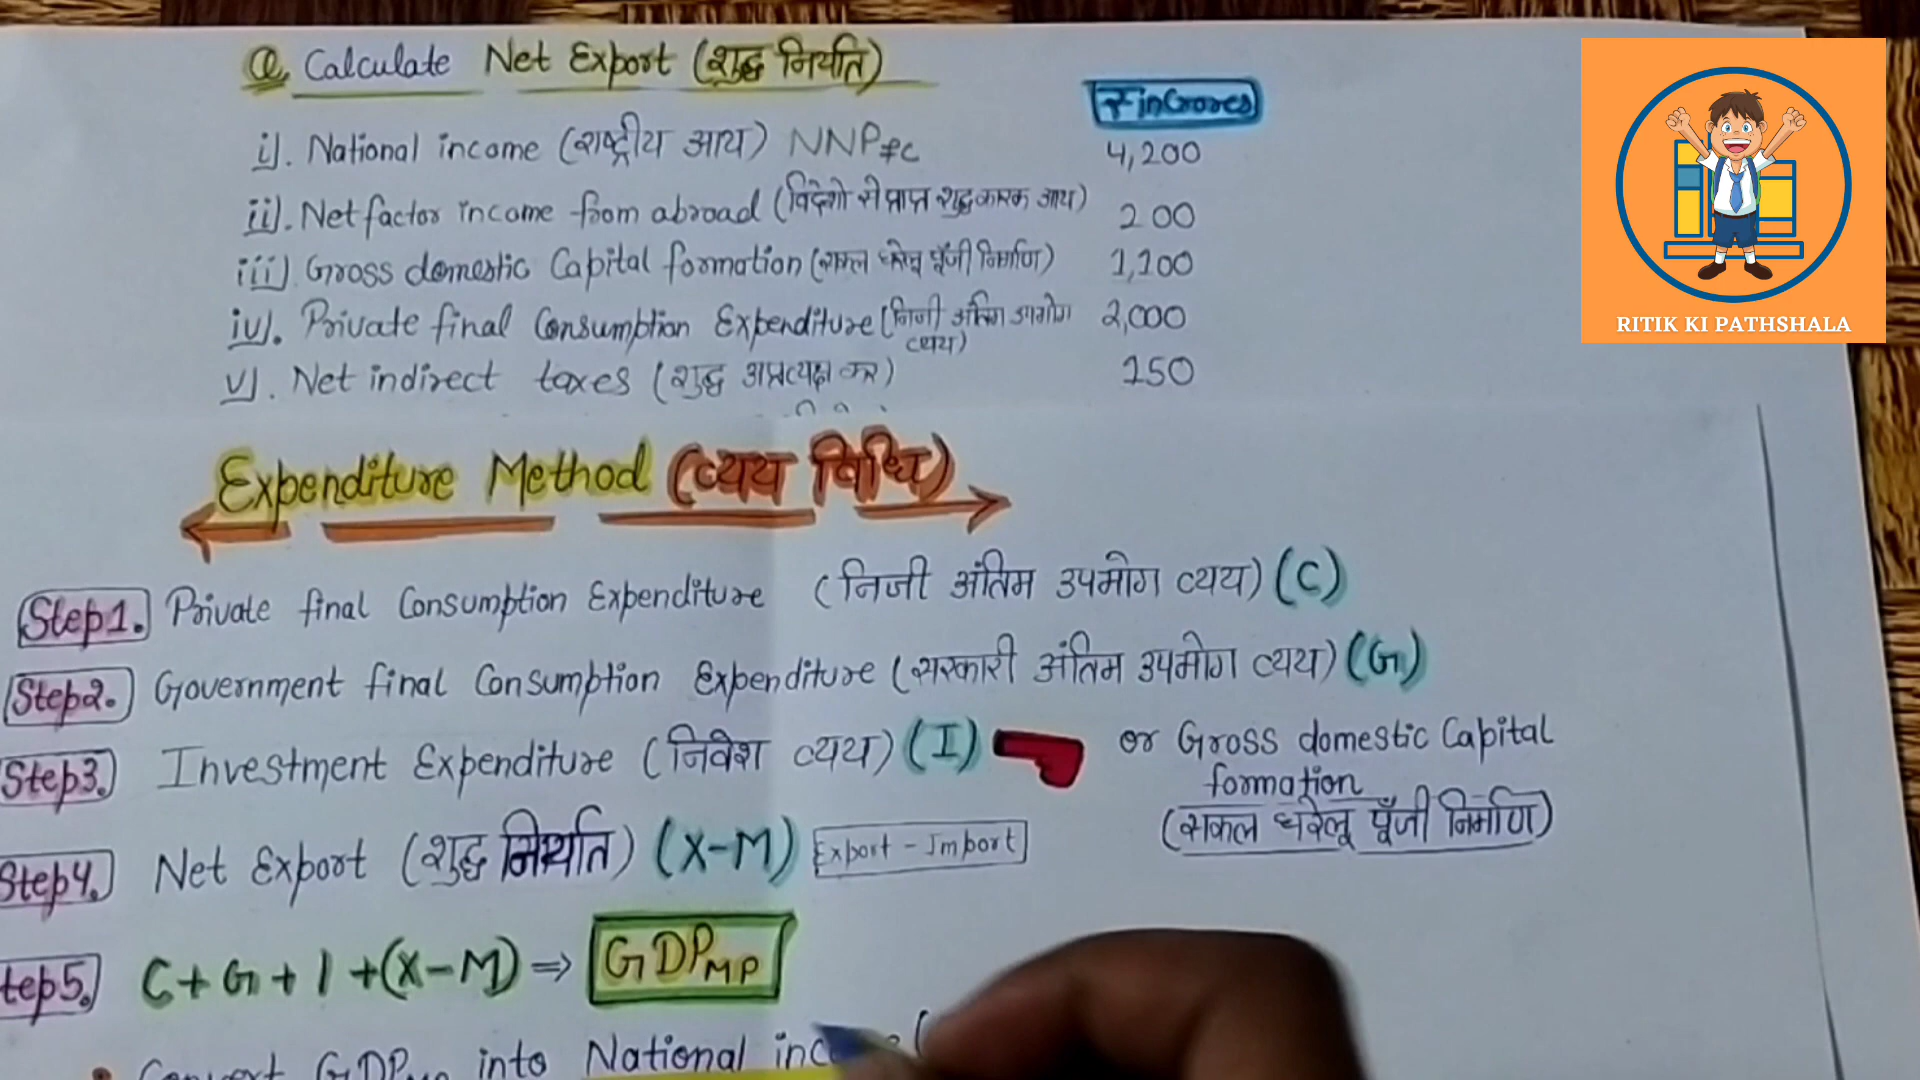 Q. Calculate Net Export (शुद्ध निर्यात)
₹ in Crores
i). National income (राष्ट्रीय आय) NNPFC 4,200
ii). Net factor income from abroad (विदेशो से प्राप्त शुद्ध कारक आय) 200
iii). Gross domestic Capital formation (सकल घरेलू पूँजी निर्माण) 1,100
iv). Private final Consumption Expenditure (निजी अंतिम उपभोग व्यय) 2,000
v). Net indirect taxes (शुद्ध अप्रत्यक्ष कर) 150
Expenditure Method (व्यय विधि)
Step1. Private final Consumption Expenditure (निजी अंतिम उपभोग व्यय) (C)
Step2. Government final Consumption Expenditure (सरकारी अंतिम उपभोग व्यय) (G)
Step3. Investment Expenditure (निवेश व्यय) (I) or Gross domestic Capital
formation
(सकल घरेलू पूँजी निर्माण)
Step4. Net Export (शुद्ध निर्यात) (X-M) Export - Import
tep5. C + G + I + (X-M) ⇒ GDPMP
Convert GDPMP into National inc
RITIK KI PATHSHALA